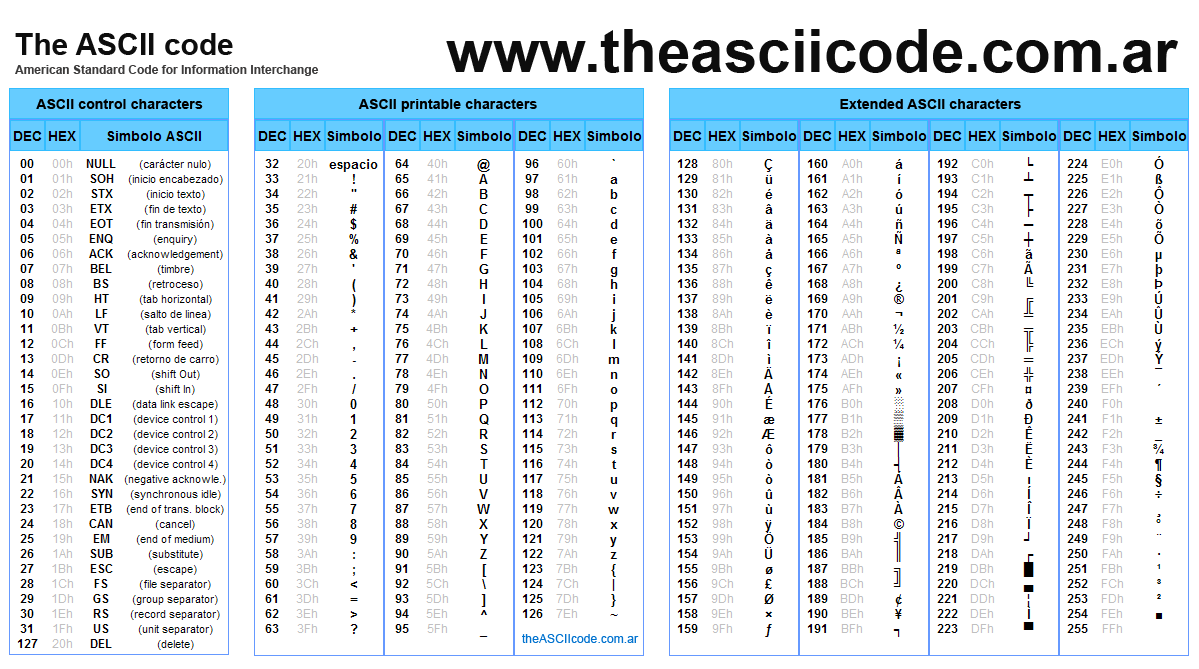 The ASCII code
American Standard Code for Information Interchange
www.theasciicode.com.ar
ASCII control characters
DEC HEX Simbolo ASCII
00 00h NULL (carácter nulo)
01 01h SOH (inicio encabezado)
02 02h STX (inicio texto)
03 03h ETX (fin de texto)
04 04h EOT (fin transmisión)
05 05h ENQ (enquiry)
06 06h ACK (acknowledgement)
07 07h BEL (timbre)
08 08h BS (retroceso)
09 09h HT (tab horizontal)
10 0Ah LF (salto de linea)
11 0Bh VT (tab vertical)
12 0Ch FF (form feed)
13 0Dh CR (retorno de carro)
14 0Eh SO (shift Out)
15 0Fh SI (shift In)
16 10h DLE (data link escape)
17 11h DC1 (device control 1)
18 12h DC2 (device control 2)
19 13h DC3 (device control 3)
20 14h DC4 (device control 4)
21 15h NAK (negative acknowle.)
22 16h SYN (synchronous idle)
23 17h ETB (end of trans. block)
24 18h CAN (cancel)
25 19h EM (end of medium)
26 1Ah SUB (substitute)
27 1Bh ESC (escape)
28 1Ch FS (file separator)
29 1Dh GS (group separator)
30 1Eh RS (record separator)
31 1Fh US (unit separator)
127 20h DEL (delete)
ASCII printable characters
DEC HEX Simbolo DEC HEX Simbolo DEC HEX Simbolo
32 20h espacio 64 40h @ 96 60h `
33 21h ! 65 41h A 97 61h a
34 22h " 66 42h B 98 62h b
35 23h # 67 43h C 99 63h c
36 24h $ 68 44h D 100 64h d
37 25h % 69 45h E 101 65h e
38 26h & 70 46h F 102 66h f
39 27h ' 71 47h G 103 67h g
40 28h ( 72 48h H 104 68h h
41 29h ) 73 49h I 105 69h i
42 2Ah * 74 4Ah J 106 6Ah j
43 2Bh + 75 4Bh K 107 6Bh k
44 2Ch , 76 4Ch L 108 6Ch l
45 2Dh - 77 4Dh M 109 6Dh m
46 2Eh . 78 4Eh N 110 6Eh n
47 2Fh / 79 4Fh O 111 6Fh o
48 30h 0 80 50h P 112 70h p
49 31h 1 81 51h Q 113 71h q
50 32h 2 82 52h R 114 72h r
51 33h 3 83 53h S 115 73h s
52 34h 4 84 54h T 116 74h t
53 35h 5 85 55h U 117 75h u
54 36h 6 86 56h V 118 76h v
55 37h 7 87 57h W 119 77h w
56 38h 8 88 58h X 120 78h x
57 39h 9 89 59h Y 121 79h y
58 3Ah : 90 5Ah Z 122 7Ah z
59 3Bh ; 91 5Bh [ 123 7Bh {
60 3Ch < 92 5Ch \ 124 7Ch |
61 3Dh = 93 5Dh ] 125 7Dh }
62 3Eh > 94 5Eh ^ 126 7Eh ~
63 3Fh ? 95 5Fh _
theASCIIcode.com.ar
Extended ASCII characters
DEC HEX Simbolo DEC HEX Simbolo DEC HEX Simbolo DEC HEX Simbolo
128 80h Ç 160 A0h á 192 C0h └ 224 E0h Ó
129 81h ü 161 A1h í 193 C1h ┴ 225 E1h ß
130 82h é 162 A2h ó 194 C2h ┬ 226 E2h Ô
131 83h â 163 A3h ú 195 C3h ├ 227 E3h Ò
132 84h ä 164 A4h ñ 196 C4h ─ 228 E4h õ
133 85h à 165 A5h Ñ 197 C5h ┼ 229 E5h Õ
134 86h å 166 A6h ª 198 C6h ã 230 E6h µ
135 87h ç 167 A7h º 199 C7h Ã 231 E7h þ
136 88h ê 168 A8h ¿ 200 C8h ╚ 232 E8h Þ
137 89h ë 169 A9h ® 201 C9h ╔ 233 E9h Ú
138 8Ah è 170 AAh ¬ 202 CAh ╩ 234 EAh Û
139 8Bh ï 171 ABh ½ 203 CBh ╦ 235 EBh Ù
140 8Ch î 172 ACh ¼ 204 CCh ╠ 236 ECh ý
141 8Dh ì 173 ADh ¡ 205 CDh ═ 237 EDh Ý
142 8Eh Ä 174 AEh « 206 CEh ╬ 238 EEh ¯
143 8Fh Å 175 AFh » 207 CFh ¤ 239 EFh ´
144 90h É 176 B0h ░ 208 D0h ð 240 F0h
145 91h æ 177 B1h ▒ 209 D1h Ð 241 F1h ±
146 92h Æ 178 B2h ▓ 210 D2h Ê 242 F2h _
147 93h ô 179 B3h │ 211 D3h Ë 243 F3h ¾
148 94h ò 180 B4h ┤ 212 D4h È 244 F4h ¶
149 95h ò 181 B5h Á 213 D5h ı 245 F5h §
150 96h û 182 B6h Â 214 D6h Í 246 F6h ÷
151 97h ù 183 B7h À 215 D7h Î 247 F7h ¸
152 98h ÿ 184 B8h © 216 D8h Ï 248 F8h °
153 99h Ö 185 B9h ╣ 217 D9h ┘ 249 F9h ¨
154 9Ah Ü 186 BAh ║ 218 DAh ┌ 250 FAh ·
155 9Bh ø 187 BBh ╗ 219 DBh █ 251 FBh ¹
156 9Ch £ 188 BCh ╝ 220 DCh ▄ 252 FCh ³
157 9Dh Ø 189 BDh ¢ 221 DDh ¦ 253 FDh ²
158 9Eh × 190 BEh ¥ 222 DEh Ì 254 FEh ■
159 9Fh ƒ 191 BFh ┐ 223 DFh ▀ 255 FFh